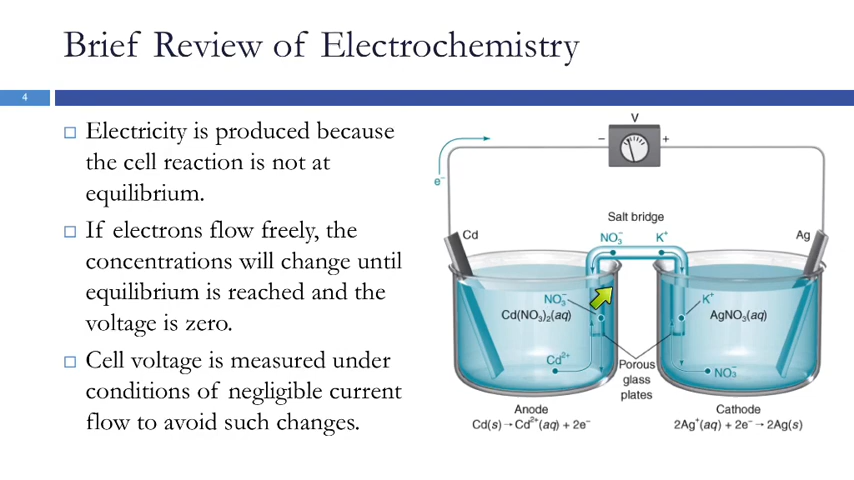 Brief Review of Electrochemistry
4
□ Electricity is produced because
the cell reaction is not at
equilibrium.
□ If electrons flow freely, the
concentrations will change until
equilibrium is reached and the
voltage is zero.
□ Cell voltage is measured under
conditions of negligible current
flow to avoid such changes.
V
− +
e⁻
Salt bridge
Cd NO₃⁻ K⁺ Ag
NO₃⁻ K⁺
Cd(NO₃)₂(aq) AgNO₃(aq)
Cd²⁺ NO₃⁻
Porous
glass
plates
Anode
Cd(s) → Cd²⁺(aq) + 2e⁻
Cathode
2Ag⁺(aq) + 2e⁻ → 2Ag(s)